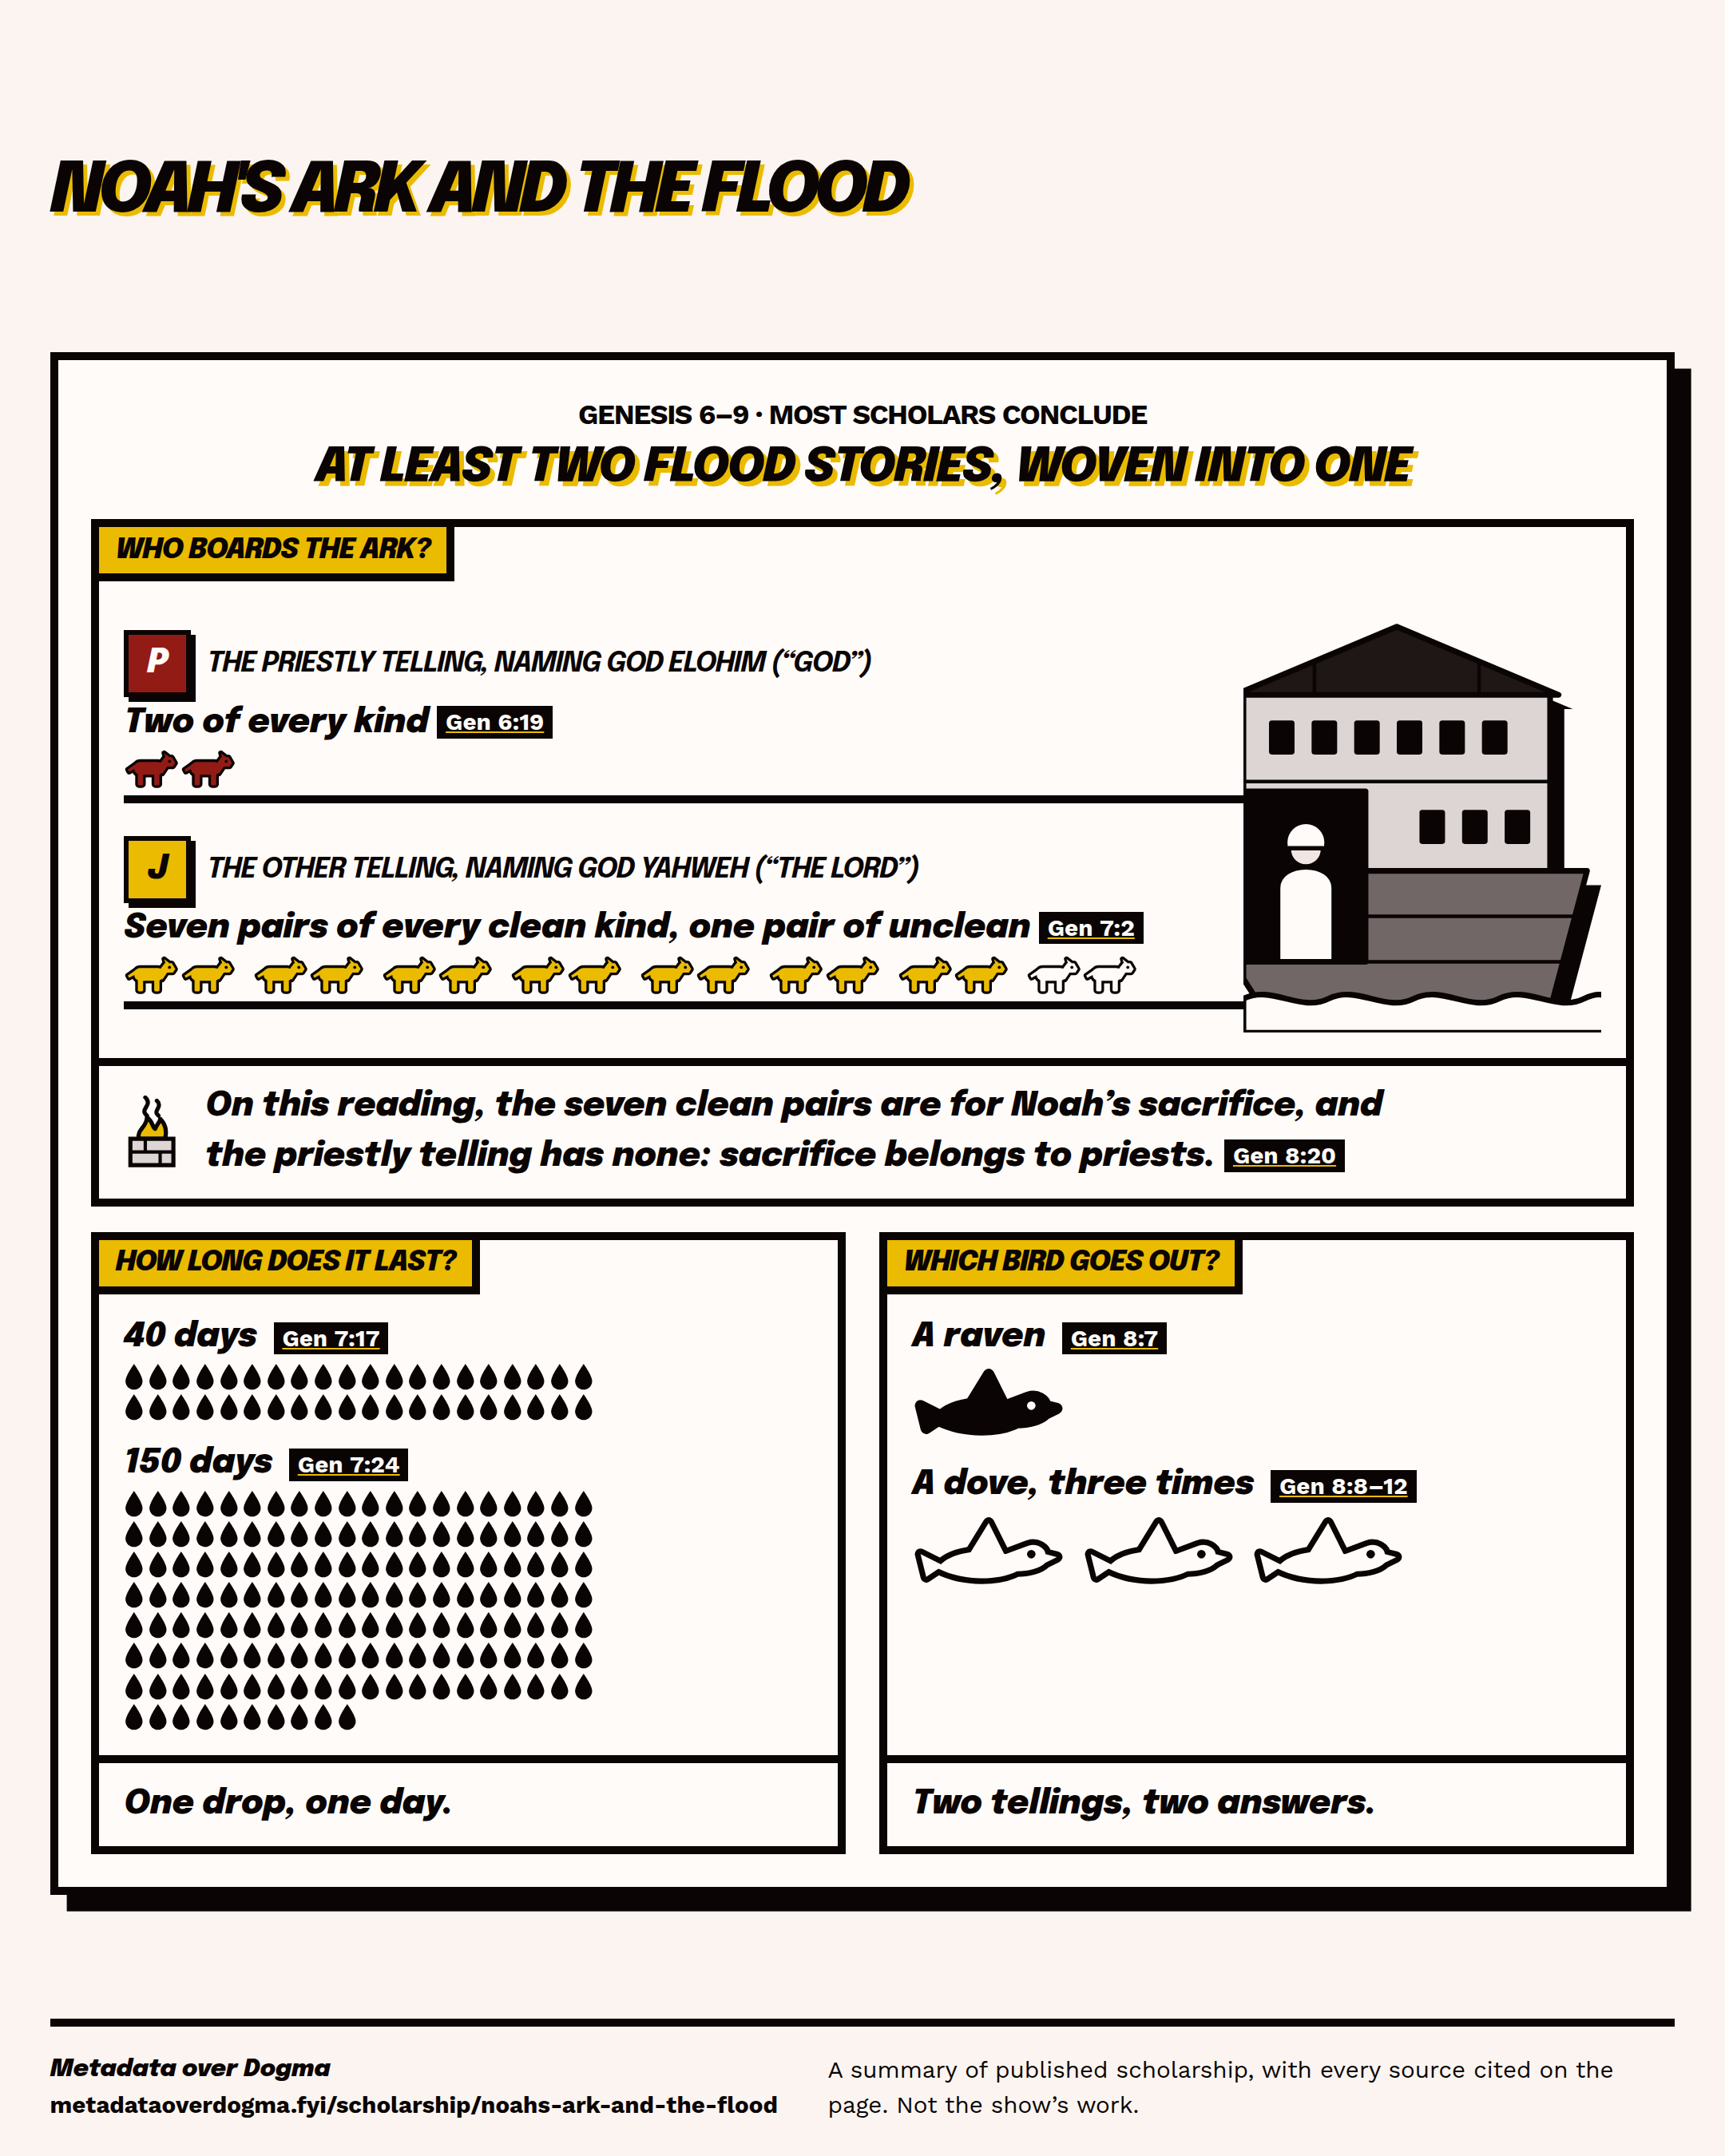 NOAH'S ARK AND THE FLOOD
GENESIS 6–9 · MOST SCHOLARS CONCLUDE
AT LEAST TWO FLOOD STORIES, WOVEN INTO ONE
WHO BOARDS THE ARK?
P THE PRIESTLY TELLING, NAMING GOD ELOHIM (“GOD”)
Two of every kind Gen 6:19
J THE OTHER TELLING, NAMING GOD YAHWEH (“THE LORD”)
Seven pairs of every clean kind, one pair of unclean Gen 7:2
On this reading, the seven clean pairs are for Noah’s sacrifice, and
the priestly telling has none: sacrifice belongs to priests. Gen 8:20
HOW LONG DOES IT LAST?
40 days Gen 7:17
150 days Gen 7:24
One drop, one day.
WHICH BIRD GOES OUT?
A raven Gen 8:7
A dove, three times Gen 8:8–12
Two tellings, two answers.
Metadata over Dogma
metadataoverdogma.fyi/scholarship/noahs-ark-and-the-flood
A summary of published scholarship, with every source cited on the
page. Not the show’s work.